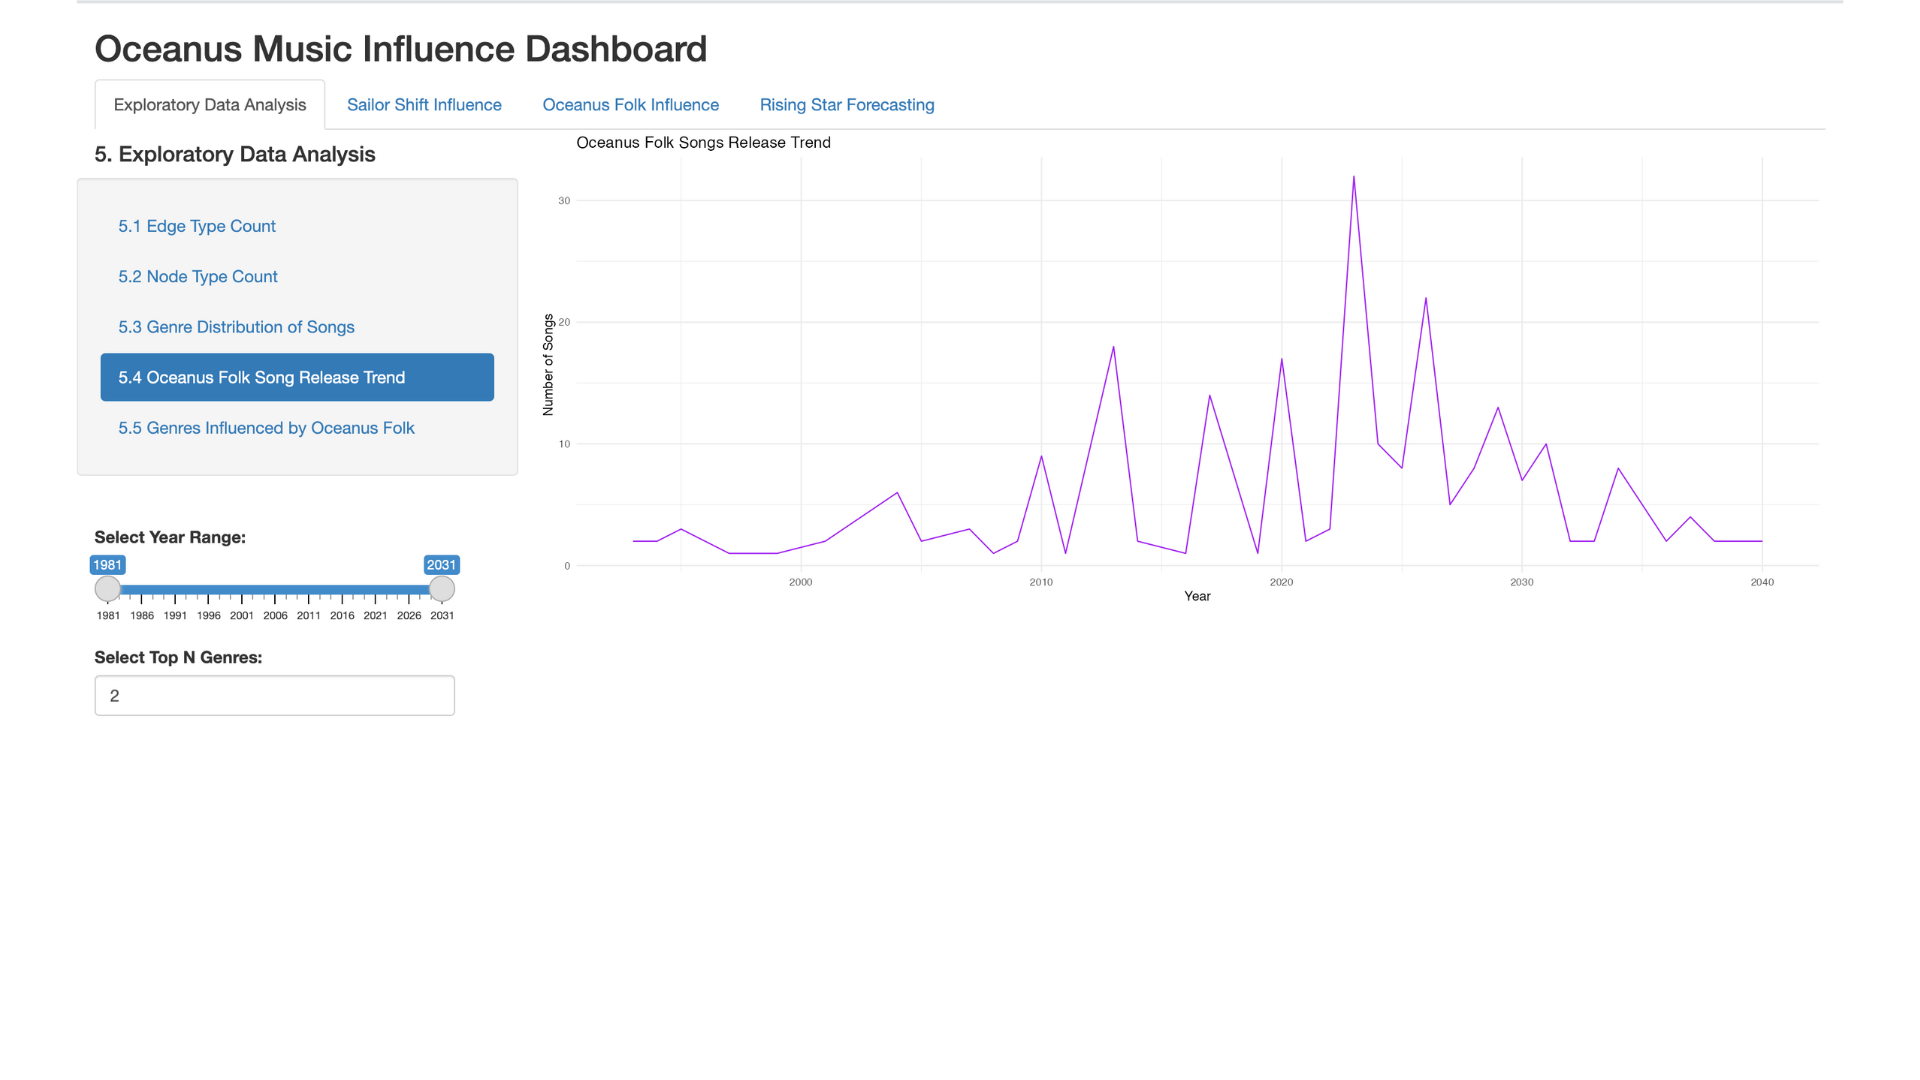 Oceanus Music Influence Dashboard
Exploratory Data Analysis
Sailor Shift Influence
Oceanus Folk Influence
Rising Star Forecasting
5. Exploratory Data Analysis
5.1 Edge Type Count
5.2 Node Type Count
5.3 Genre Distribution of Songs
5.4 Oceanus Folk Song Release Trend
5.5 Genres Influenced by Oceanus Folk
Select Year Range:
1981 2031
1981 1986 1991 1996 2001 2006 2011 2016 2021 2026 2031
Select Top N Genres:
2
Oceanus Folk Songs Release Trend
Number of Songs
30
20
10
0
2000 2010 2020 2030 2040
Year